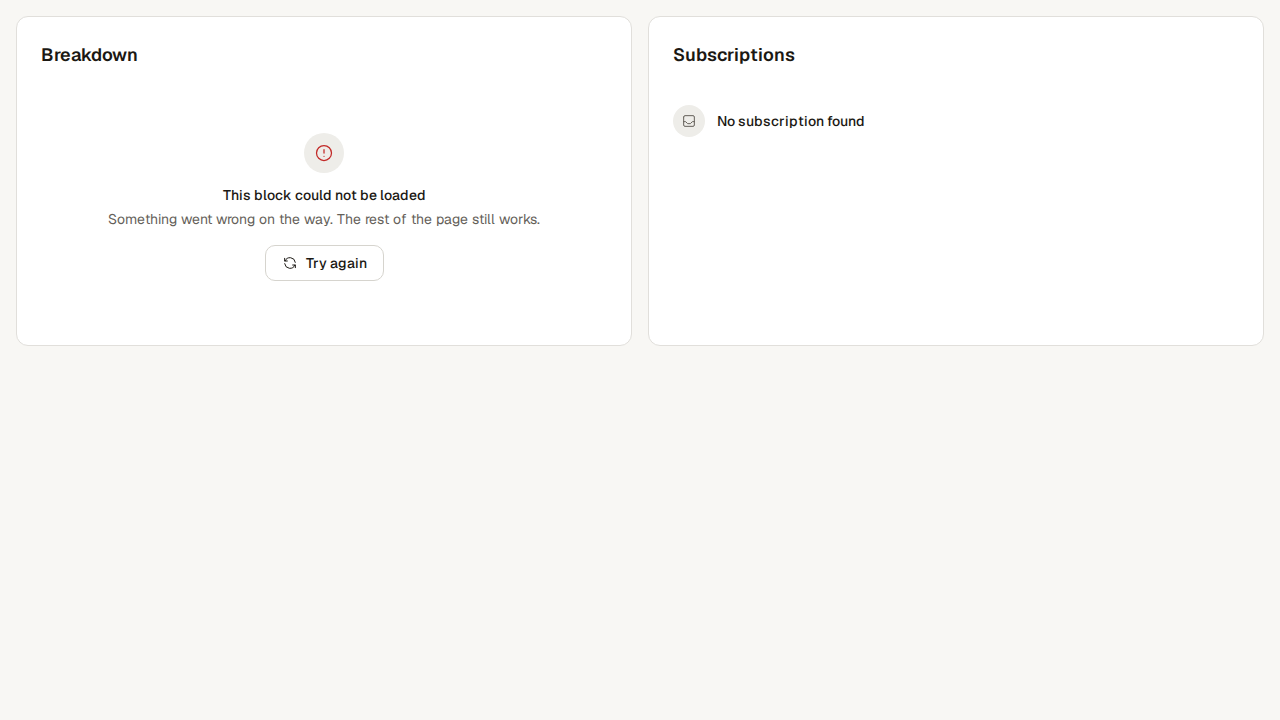 Breakdown
This block could not be loaded
Something went wrong on the way. The rest of the page still works.
Try again
Subscriptions
No subscription found